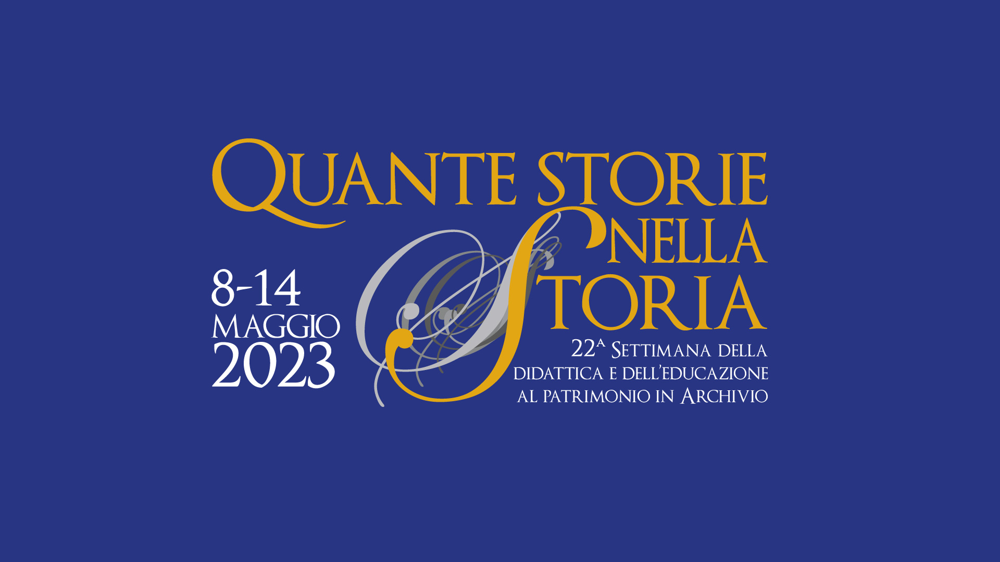 Quante storie
nella
Storia
8-14
maggio
2023
22ª Settimana della
didattica e dell'educazione
al patrimonio in Archivio